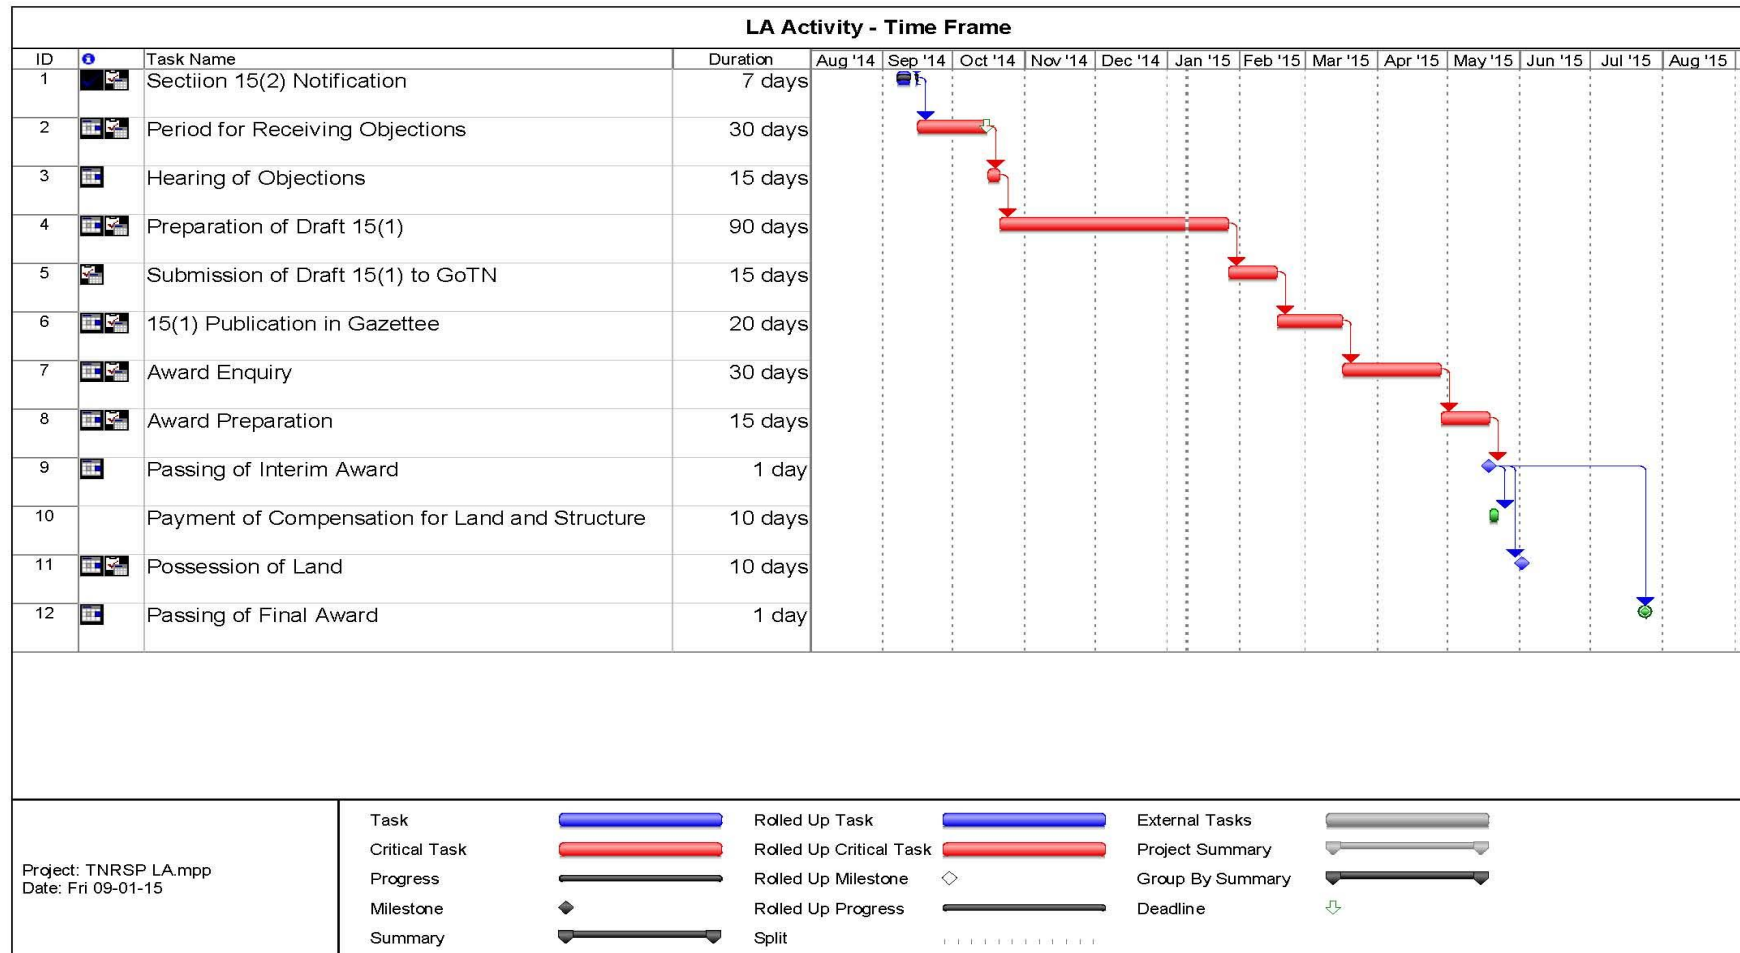 LA Activity - Time Frame
ID Task Name Duration Aug '14 Sep '14 Oct '14 Nov '14 Dec '14 Jan '15 Feb '15 Mar '15 Apr '15 May '15 Jun '15 Jul '15 Aug '15
1 Sectiion 15(2) Notification 7 days
2 Period for Receiving Objections 30 days
3 Hearing of Objections 15 days
4 Preparation of Draft 15(1) 90 days
5 Submission of Draft 15(1) to GoTN 15 days
6 15(1) Publication in Gazettee 20 days
7 Award Enquiry 30 days
8 Award Preparation 15 days
9 Passing of Interim Award 1 day
10 Payment of Compensation for Land and Structure 10 days
11 Possession of Land 10 days
12 Passing of Final Award 1 day
Project: TNRSP LA.mpp
Date: Fri 09-01-15
Task Rolled Up Task External Tasks
Critical Task Rolled Up Critical Task Project Summary
Progress Rolled Up Milestone Group By Summary
Milestone Rolled Up Progress Deadline
Summary Split